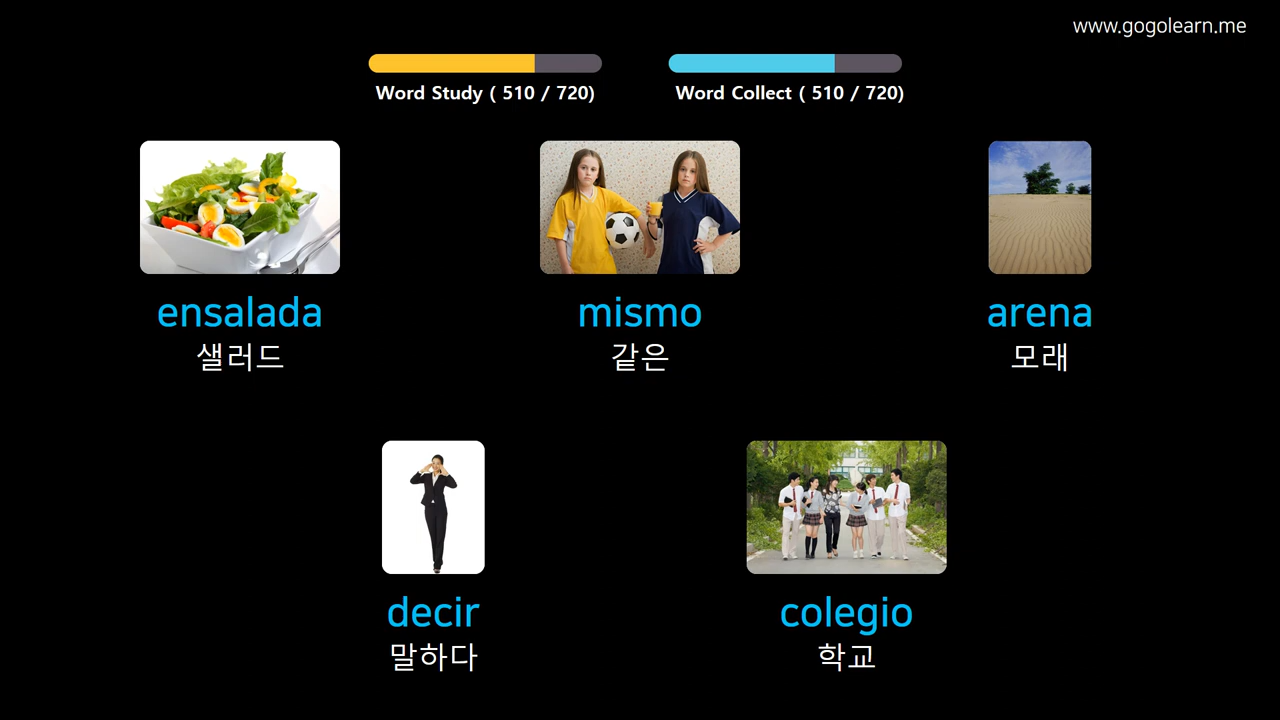 www.gogolearn.me
Word Study ( 510 / 720)
Word Collect ( 510 / 720)
ensalada
샐러드
mismo
같은
arena
모래
decir
말하다
colegio
학교